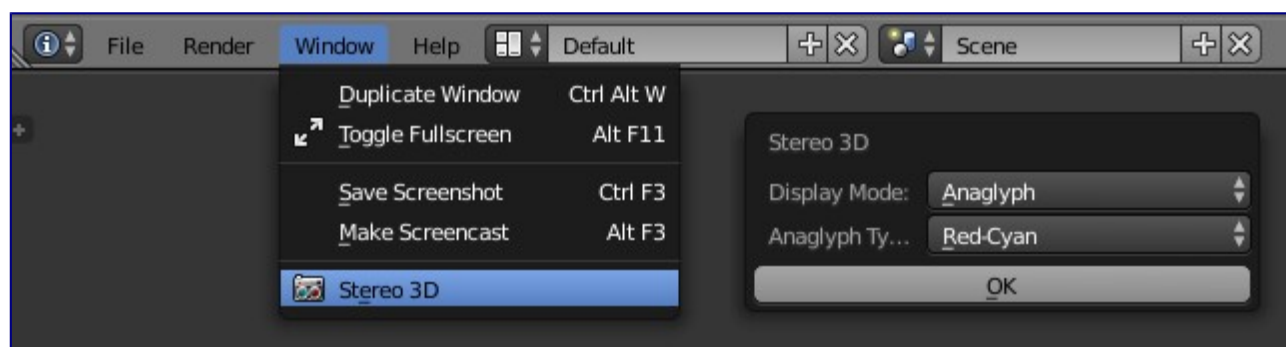 File Render Window Help Default Scene
Duplicate Window Ctrl Alt W
Toggle Fullscreen Alt F11
Save Screenshot Ctrl F3
Make Screencast Alt F3
Stereo 3D
Stereo 3D
Display Mode: Anaglyph
Anaglyph Ty... Red-Cyan
OK